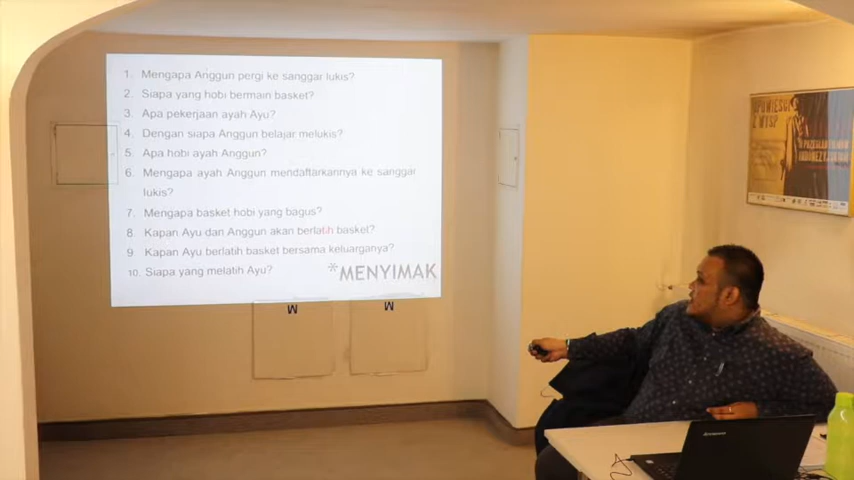 1. Mengapa Anggun pergi ke sanggar lukis?
2. Siapa yang hobi bermain basket?
3. Apa pekerjaan ayah Ayu?
4. Dengan siapa Anggun belajar melukis?
5. Apa hobi ayah Anggun?
6. Mengapa ayah Anggun mendaftarkannya ke sanggar
lukis?
7. Mengapa basket hobi yang bagus?
8. Kapan Ayu dan Anggun akan berlatih basket?
9. Kapan Ayu berlatih basket bersama keluarganya?
10. Siapa yang melatih Ayu?
*MENYIMAK
M M
OPOWIEŚCI
Z WYSP